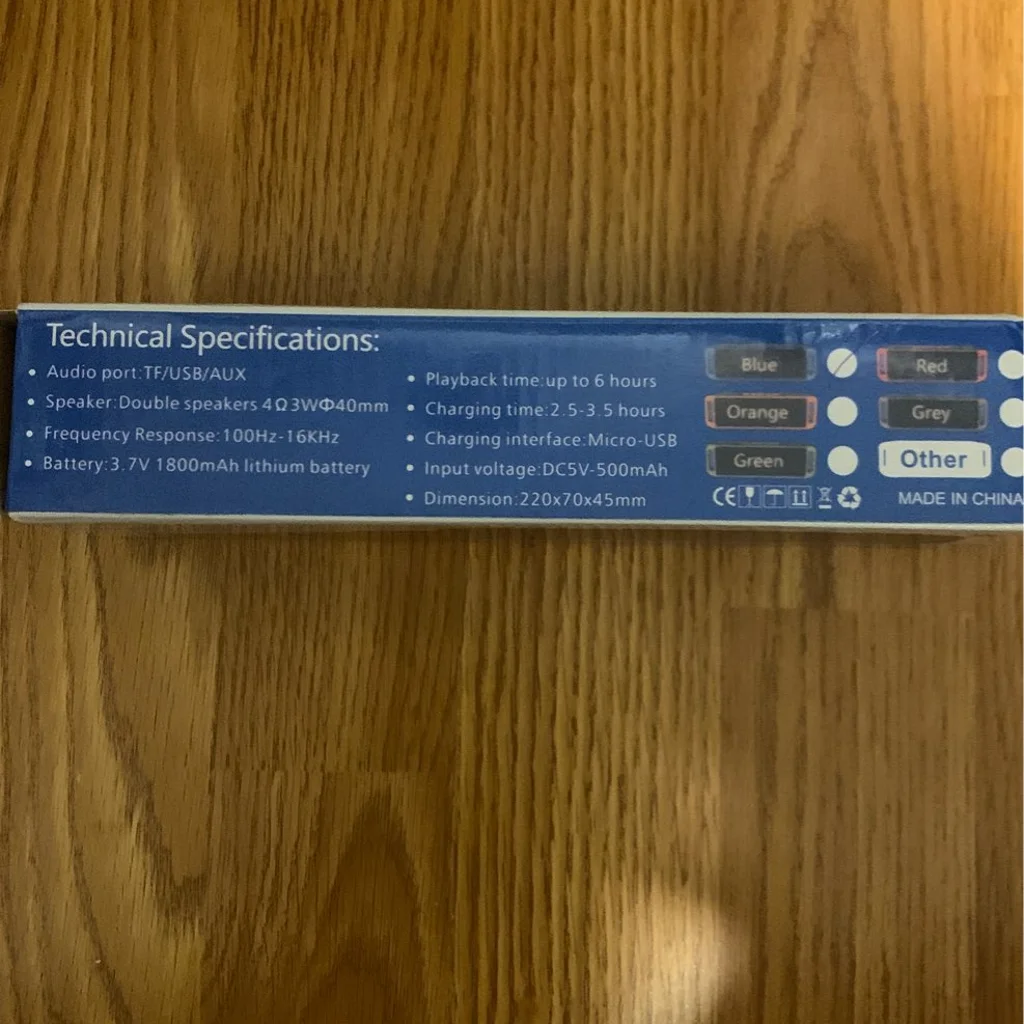 Technical Specifications:
• Audio port:TF/USB/AUX
• Speaker:Double speakers 4Ω3WΦ40mm
• Frequency Response:100Hz-16KHz
• Battery:3.7V 1800mAh lithium battery
• Playback time:up to 6 hours
• Charging time:2.5-3.5 hours
• Charging interface:Micro-USB
• Input voltage:DC5V-500mAh
• Dimension:220x70x45mm
Blue
Red
Orange
Grey
Green
Other
CE
MADE IN CHINA